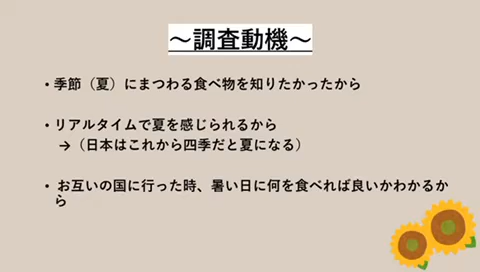 ～調査動機～
• 季節（夏）にまつわる食べ物を知りたかったから
• リアルタイムで夏を感じられるから
→（日本はこれから四季だと夏になる）
• お互いの国に行った時、暑い日に何を食べれば良いかわかるか
ら